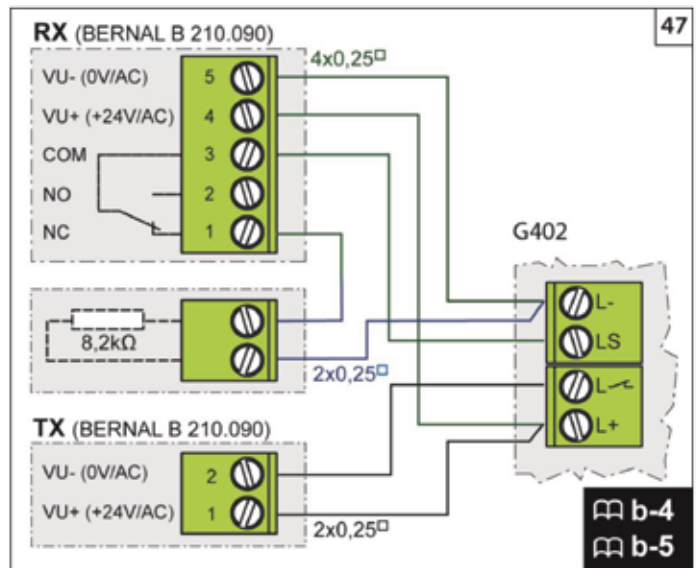 47
RX (BERNAL B 210.090)
4x0,25□
VU- (0V/AC) 5
VU+ (+24V/AC) 4
COM 3
NO 2
NC 1
G402
L-
LS
L
L+
8,2kΩ
2x0,25□
TX (BERNAL B 210.090)
VU- (0V/AC) 2
VU+ (+24V/AC) 1
2x0,25□
b-4
b-5